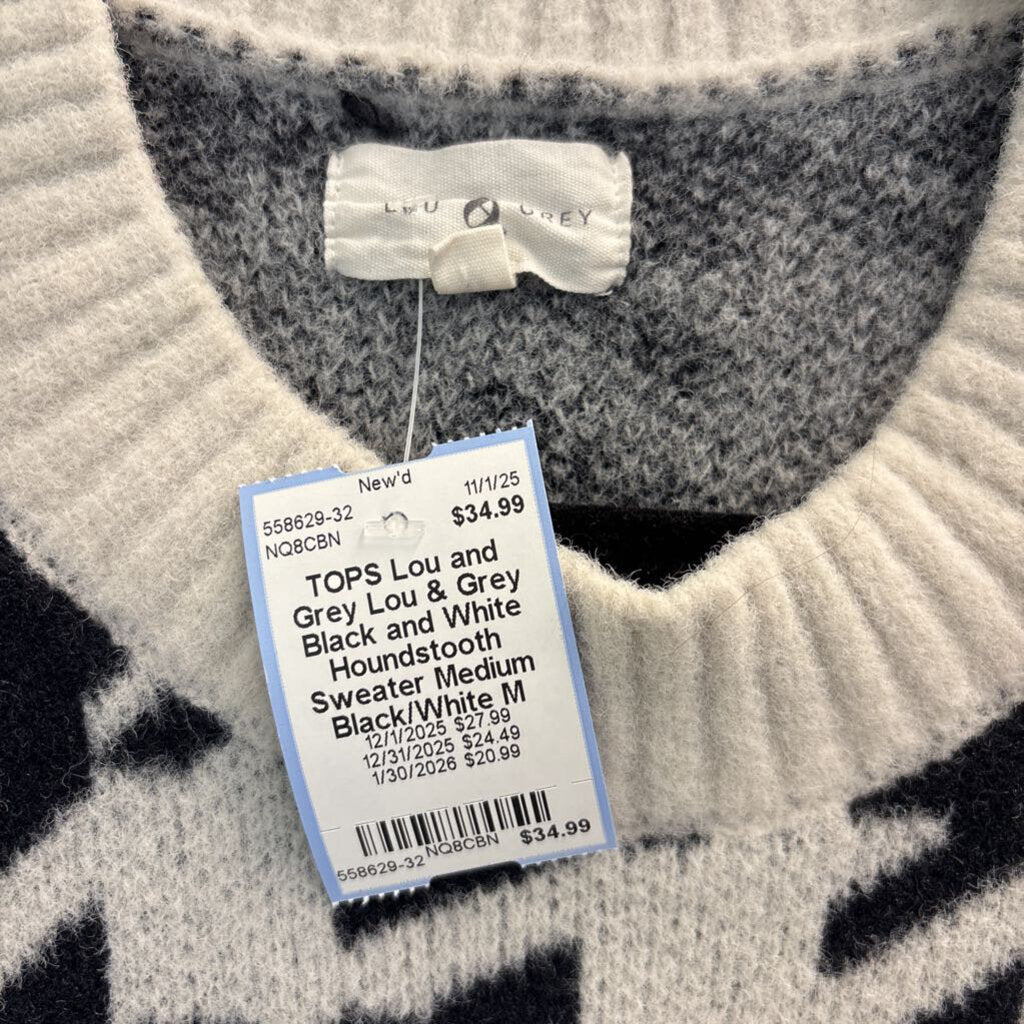 LOU GREY
New'd
558629-32 11/1/25
NQ8CBN $34.99
TOPS Lou and
Grey Lou & Grey
Black and White
Houndstooth
Sweater Medium
Black/White M
12/1/2025 $27.99
12/31/2025 $24.49
1/30/2026 $20.99
558629-32 NQ8CBN $34.99